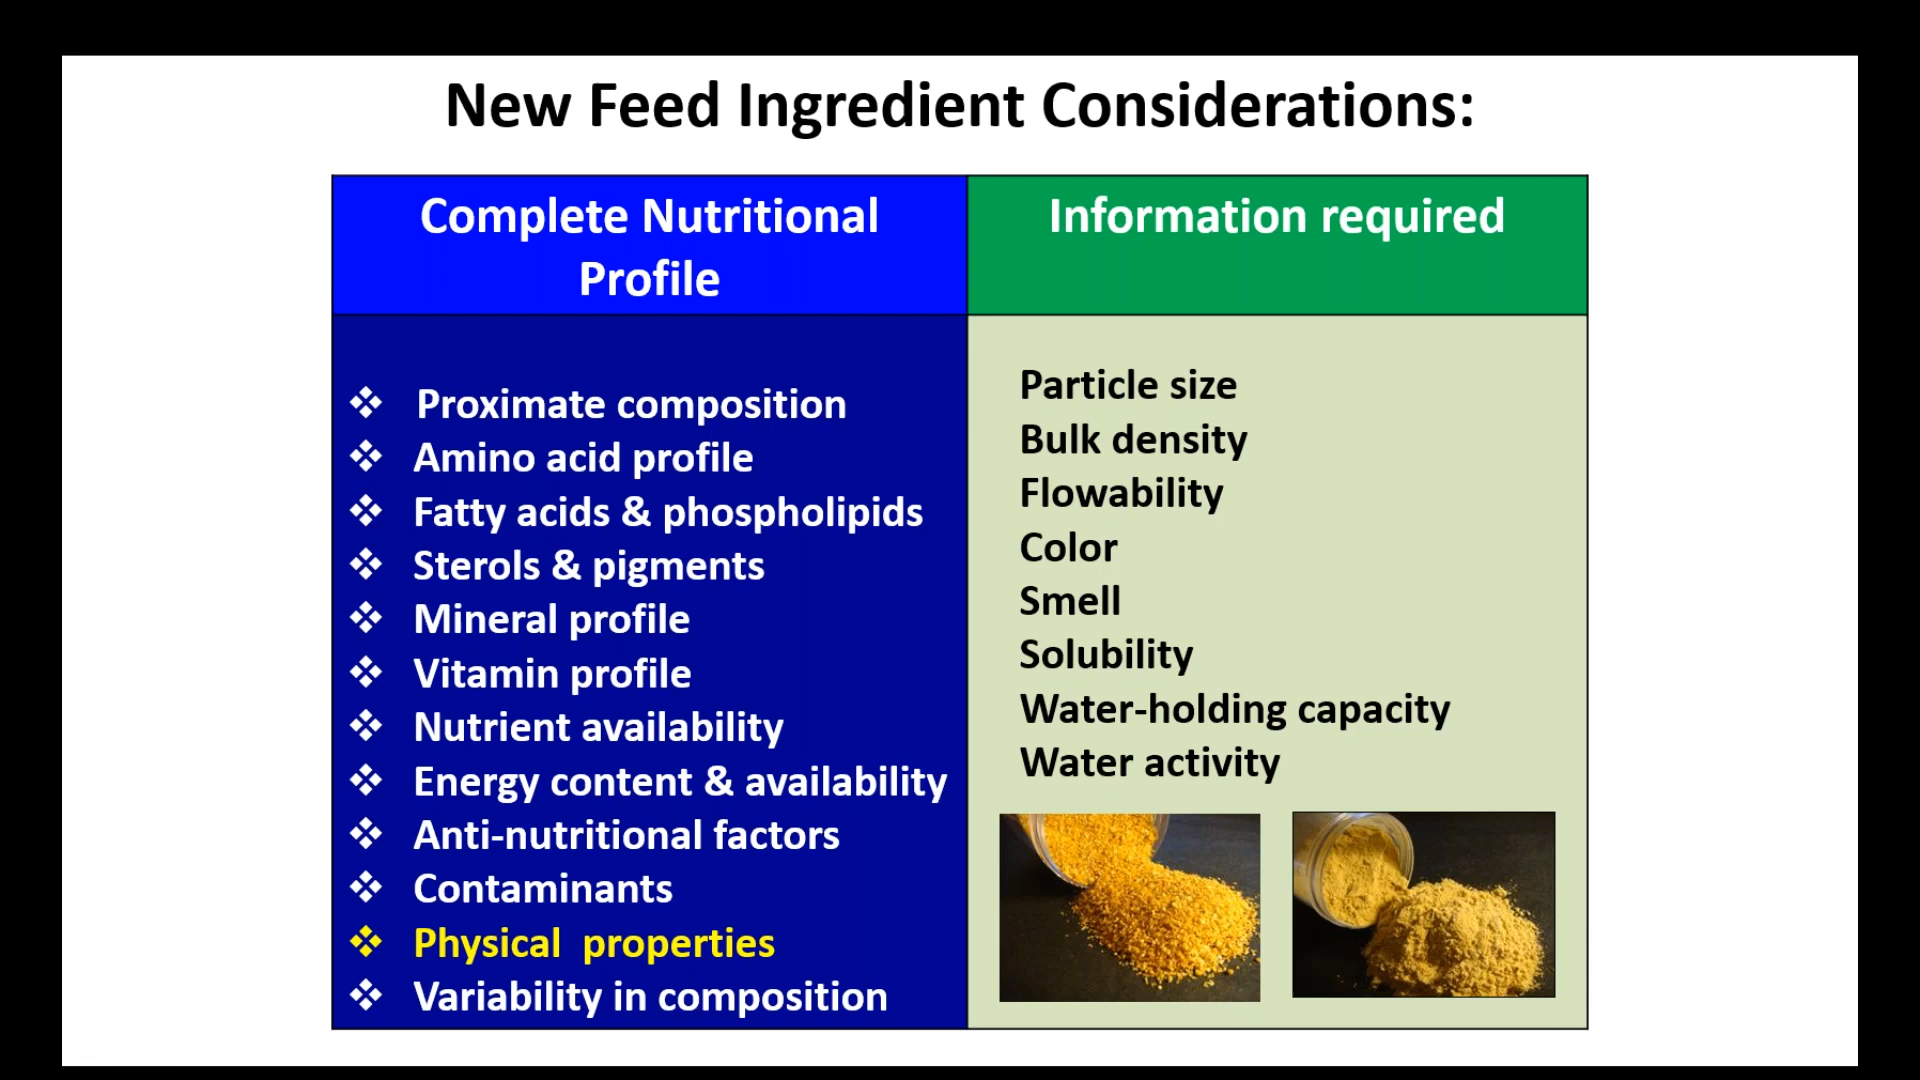 New Feed Ingredient Considerations:
Complete Nutritional
Profile
Information required
❖ Proximate composition
❖ Amino acid profile
❖ Fatty acids & phospholipids
❖ Sterols & pigments
❖ Mineral profile
❖ Vitamin profile
❖ Nutrient availability
❖ Energy content & availability
❖ Anti-nutritional factors
❖ Contaminants
❖ Physical properties
❖ Variability in composition
Particle size
Bulk density
Flowability
Color
Smell
Solubility
Water-holding capacity
Water activity